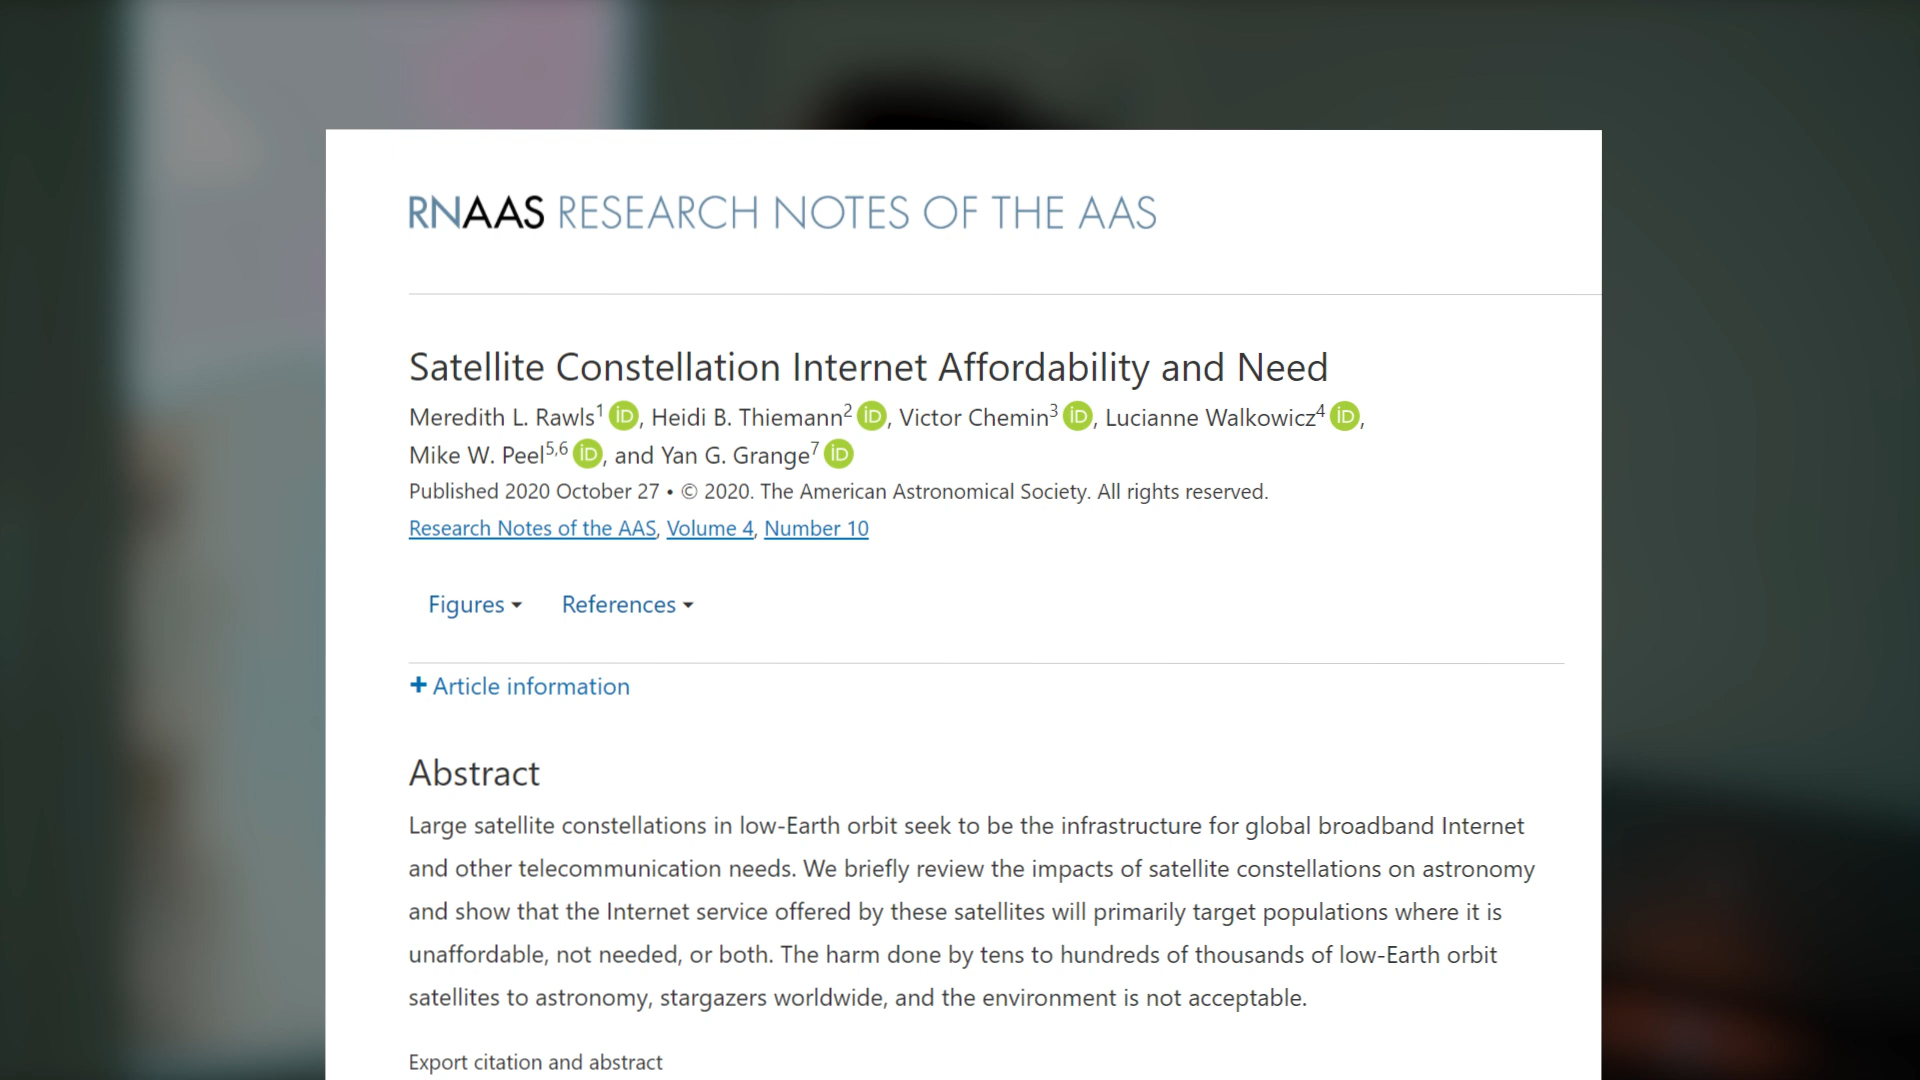 RNAAS RESEARCH NOTES OF THE AAS
Satellite Constellation Internet Affordability and Need
Meredith L. Rawls1 iD, Heidi B. Thiemann2 iD, Victor Chemin3 iD, Lucianne Walkowicz4 iD,
Mike W. Peel5,6 iD, and Yan G. Grange7 iD
Published 2020 October 27 • © 2020. The American Astronomical Society. All rights reserved.
Research Notes of the AAS, Volume 4, Number 10
Figures References
+ Article information
Abstract
Large satellite constellations in low-Earth orbit seek to be the infrastructure for global broadband Internet
and other telecommunication needs. We briefly review the impacts of satellite constellations on astronomy
and show that the Internet service offered by these satellites will primarily target populations where it is
unaffordable, not needed, or both. The harm done by tens to hundreds of thousands of low-Earth orbit
satellites to astronomy, stargazers worldwide, and the environment is not acceptable.
Export citation and abstract